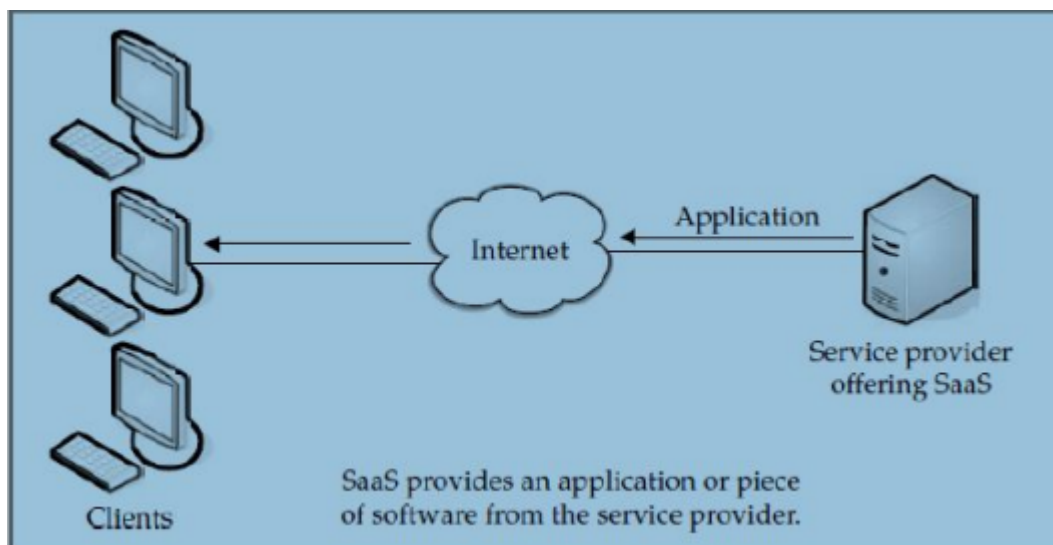 Application
Internet
Service provider
offering SaaS
SaaS provides an application or piece
of software from the service provider.
Clients